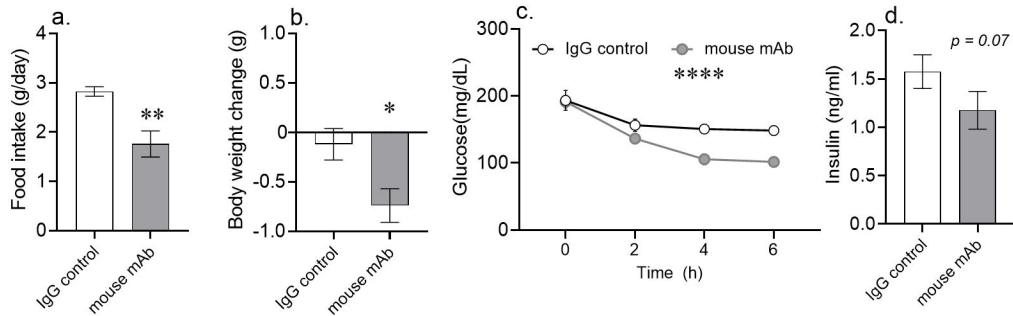 a.
Food intake (g/day)
4
3
2
1
0
**
IgG control
mouse mAb
b.
Body weight change (g)
1.0
0.5
0
-0.5
-1.0
*
IgG control
mouse mAb
c.
Glucose(mg/dL)
300
200
100
0
IgG control mouse mAb
****
0 2 4 6
Time (h)
d.
Insulin (ng/ml)
2.0
1.5
1.0
0.5
0.0
p = 0.07
IgG control
mouse mAb